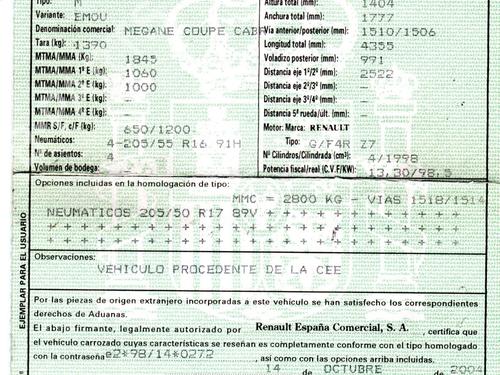 Tipo: M Altura total (mm): 1404
Variante: EMOU Anchura total (mm): 1777
Denominación comercial: MEGANE COUPE CABR Vía anterior/posterior (mm): 1510/1506
Tara (kg): 1390 Longitud total (mm): 4355
MTMA/MMA (Kg): 1845 Voladizo posterior (mm): 991
MTMA/MMA 1º E (kg): 1060 Distancia eje 1º/2º (mm): 2522
MTMA/MMA 2º E (kg): 1000 Distancia eje 2º/3º (mm): –
MTMA/MMA 3º E (kg): – Distancia eje 3º/4º (mm): –
MTMA/MMA 4º E (kg): – Distancia 5ª rueda/ult. (mm): –
MMR S/F, c/F (kg): 650/1200 Motor: Marca: RENAULT
Neumáticos: 4-205/55 R16 91H Tipo: G/F4R Z7
Nº de asientos: 4 Nº Cilindros/Cilindrada (cm³): 4/1998
Volumen de bodega: – Potencia fiscal/real (C.V.F/KW): 13,30/98,5
Opciones incluidas en la homologación de tipo:
MMC = 2800 KG - VIAS 1518/1514
NEUMATICOS 205/50 R17 89V + + + + + + + + + + + + +
+ + + + + + + + + + + + + + + + + + + + + + + + +
+ + + + + + + + + + + + + + + + + + + + + + + + +
Observaciones:
VEHICULO PROCEDENTE DE LA CEE
EJEMPLAR PARA EL USUARIO
Por las piezas de origen extranjero incorporadas a este vehículo se han satisfecho los correspondientes
derechos de Aduanas.
El abajo firmante, legalmente autorizado por Renault España Comercial, S. A. , certifica que
el vehículo carrozado cuyas características se reseñan es completamente conforme con el tipo homologado
con la contraseña e2*98/14*0272 , así como con las opciones arriba incluidas.
14 de OCTUBRE de 2004